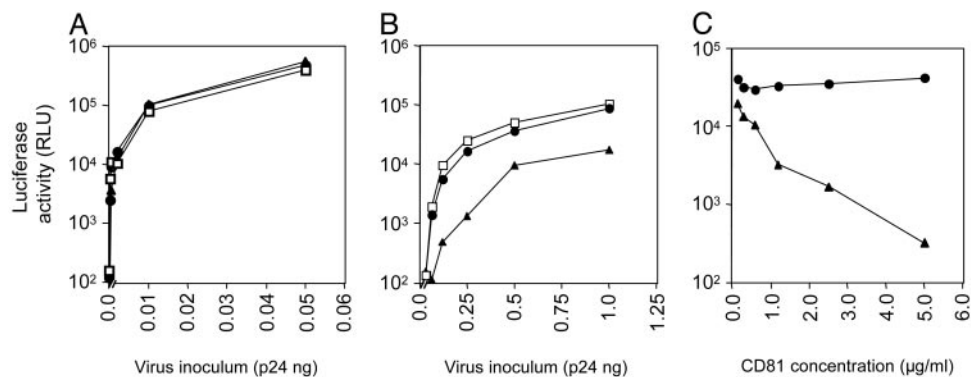 A
Luciferase activity (RLU)
10⁶
10⁵
10⁴
10³
10²
0.0 0.01 0.02 0.03 0.04 0.05 0.06
Virus inoculum (p24 ng)
B
10⁶
10⁵
10⁴
10³
10²
0.0 0.25 0.5 0.75 1.0 1.25
Virus inoculum (p24 ng)
C
10⁵
10⁴
10³
10²
0.0 1.0 2.0 3.0 4.0 5.0 6.0
CD81 concentration (µg/ml)